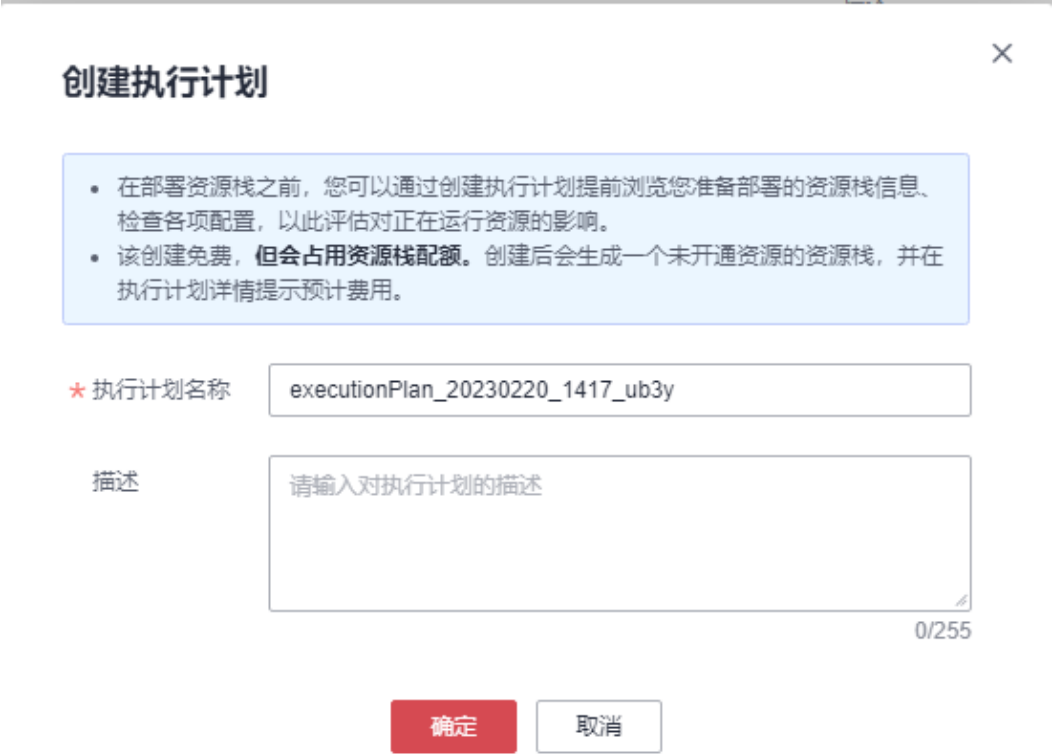 创建执行计划
在部署资源栈之前，您可以通过创建执行计划提前浏览您准备部署的资源栈信息、
检查各项配置，以此评估对正在运行资源的影响。
该创建免费，但会占用资源栈配额。创建后会生成一个未开通资源的资源栈，并在
执行计划详情提示预计费用。
* 执行计划名称 executionPlan_20230220_1417_ub3y
描述 请输入对执行计划的描述
0/255
确定 取消